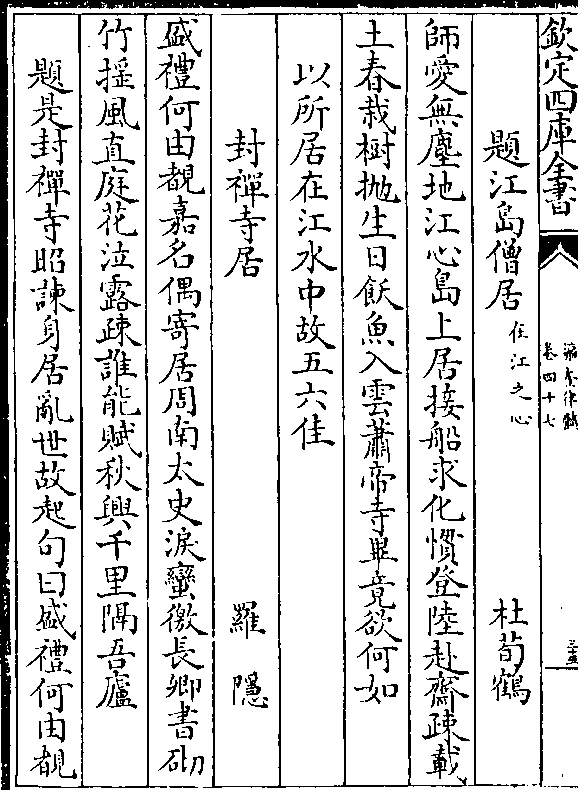 欽定四庫全書
瀛奎律髓
卷四十七
題江島僧居 在江之心 杜荀鶴
師愛無塵地江心島上居接船求化慣登陸赴齋疎載
土春栽樹抛生日飫魚入雲蕭帝寺畢竟欲何如
以所居在江水中故五六佳
封禪寺居 羅隱
盛禮何由覩嘉名偶寄居周南太史淚蠻徼長卿書砌
竹揺風直庭花泣露疎誰能賦秋興千里隔吾廬
題是封禪寺昭諫身居亂世故起句曰盛禮何由覩